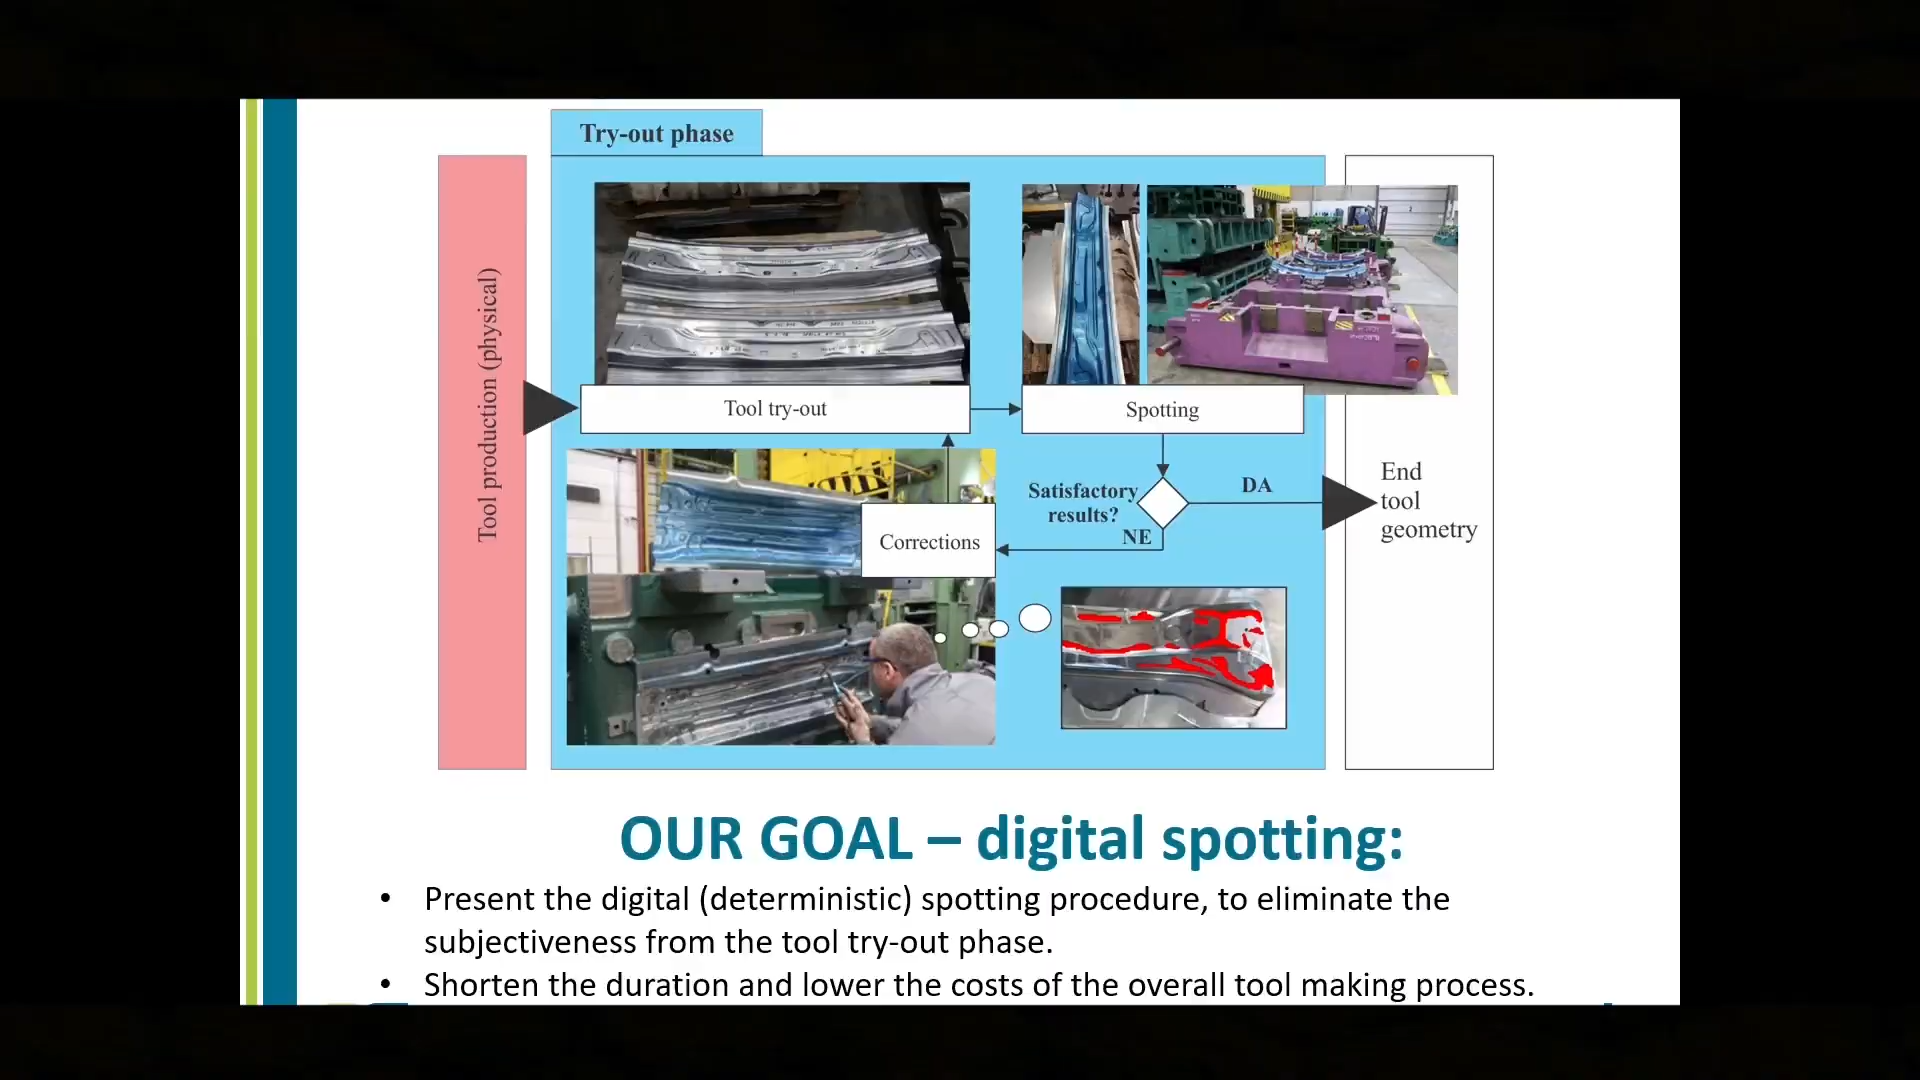 Try-out phase
Tool production (physical)
Tool try-out
Spotting
Satisfactory
results?
DA
NE
Corrections
End
tool
geometry
OUR GOAL – digital spotting:
• Present the digital (deterministic) spotting procedure, to eliminate the
subjectiveness from the tool try-out phase.
• Shorten the duration and lower the costs of the overall tool making process.